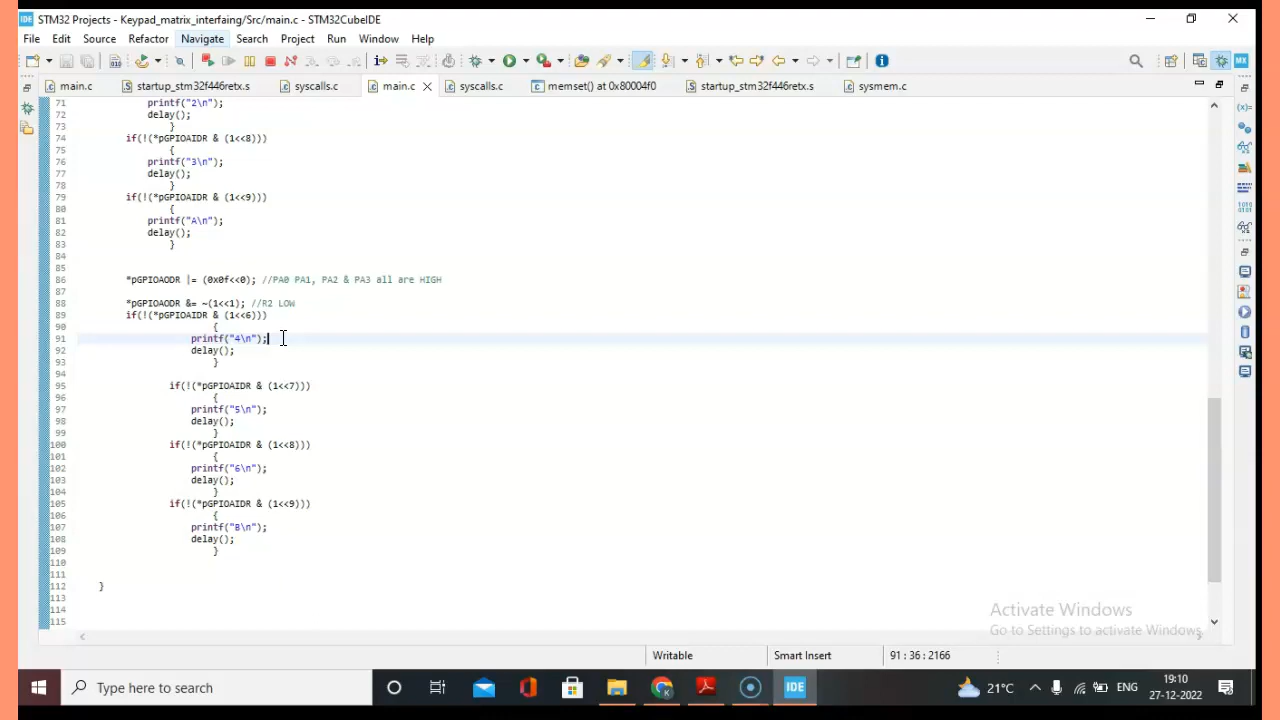 IDE STM32 Projects - Keypad_matrix_interfaing/Src/main.c - STM32CubeIDE
File Edit Source Refactor Navigate Search Project Run Window Help
main.c startup_stm32f446retx.s syscalls.c main.c syscalls.c memset() at 0x80004f0 startup_stm32f446retx.s sysmem.c
71 printf("2\n");
72 delay();
73 }
74 if(!(*pGPIOAIDR & (1<<8)))
75 {
76 printf("3\n");
77 delay();
78 }
79 if(!(*pGPIOAIDR & (1<<9)))
80 {
81 printf("A\n");
82 delay();
83 }
84
85
86 *pGPIOAODR |= (0x0f<<0); //PA0 PA1, PA2 & PA3 all are HIGH
87
88 *pGPIOAODR &= ~(1<<1); //R2 LOW
89 if(!(*pGPIOAIDR & (1<<6)))
90 {
91 printf("4\n");
92 delay();
93 }
94
95 if(!(*pGPIOAIDR & (1<<7)))
96 {
97 printf("5\n");
98 delay();
99 }
100 if(!(*pGPIOAIDR & (1<<8)))
101 {
102 printf("6\n");
103 delay();
104 }
105 if(!(*pGPIOAIDR & (1<<9)))
106 {
107 printf("B\n");
108 delay();
109 }
110
111
112 }
113
114
115
Activate Windows
Go to Settings to activate Windows.
Writable Smart Insert 91 : 36 : 2166
Type here to search IDE 21°C ENG 19:10
27-12-2022